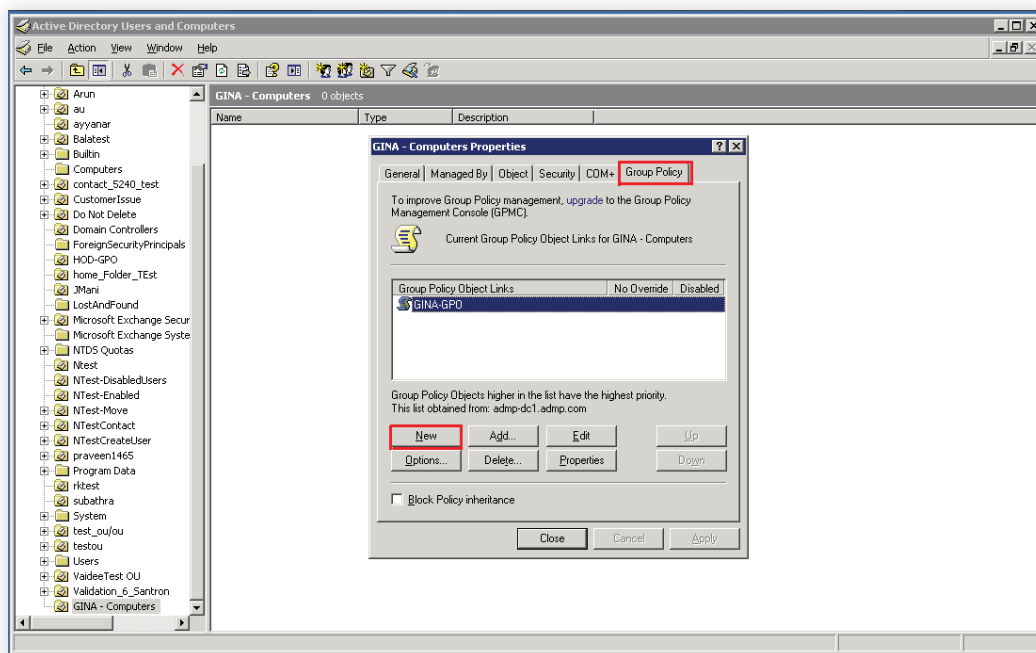 Active Directory Users and Computers
File Action View Window Help
Arun
au
ayyanar
Balatest
Builtin
Computers
contact_5240_test
CustomerIssue
Do Not Delete
Domain Controllers
ForeignSecurityPrincipals
HOD-GPO
home_Folder_TEst
JMani
LostAndFound
Microsoft Exchange Secur
Microsoft Exchange Syste
NTDS Quotas
Ntest
NTest-DisabledUsers
NTest-Enabled
NTest-Move
NTestContact
NTestCreateUser
praveen1465
Program Data
rktest
subathra
System
test_ou/ou
testou
Users
VaideeTest OU
Validation_6_Santron
GINA - Computers
GINA - Computers 0 objects
Name Type Description
GINA - Computers Properties
General Managed By Object Security COM+ Group Policy
To improve Group Policy management, upgrade to the Group Policy
Management Console (GPMC).
Current Group Policy Object Links for GINA - Computers
Group Policy Object Links No Override Disabled
GINA-GPO
Group Policy Objects higher in the list have the highest priority.
This list obtained from: admp-dc1.admp.com
New Add... Edit Up
Options... Delete... Properties Down
Block Policy inheritance
Close Cancel Apply